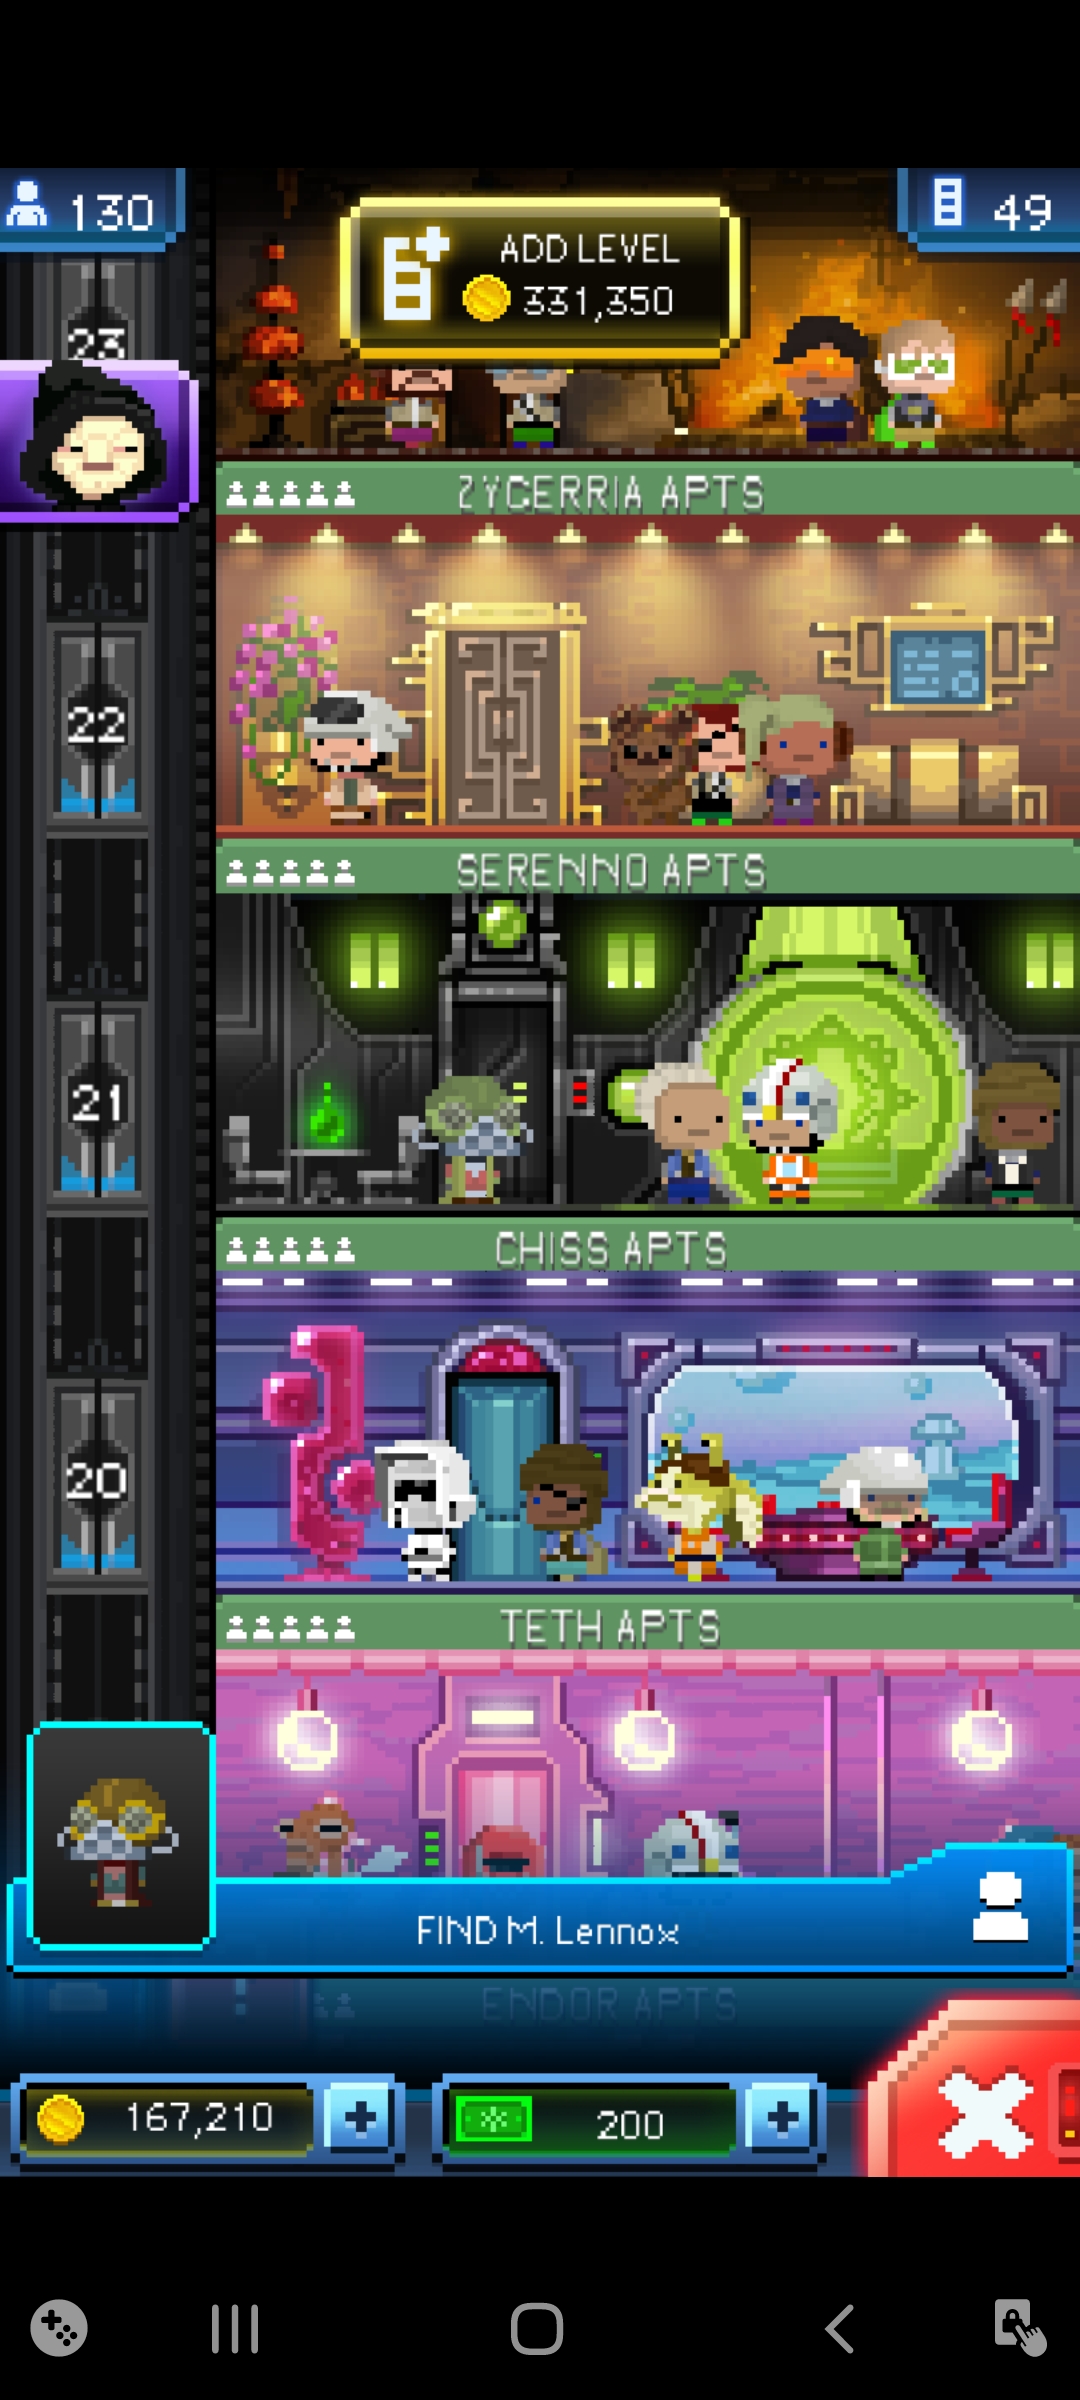 130
ADD LEVEL
331,350
49
23
ZYGERRIA APTS
22
SERENNO APTS
21
CHISS APTS
20
TETH APTS
FIND M. Lennox
ENDOR APTS
167,210
200